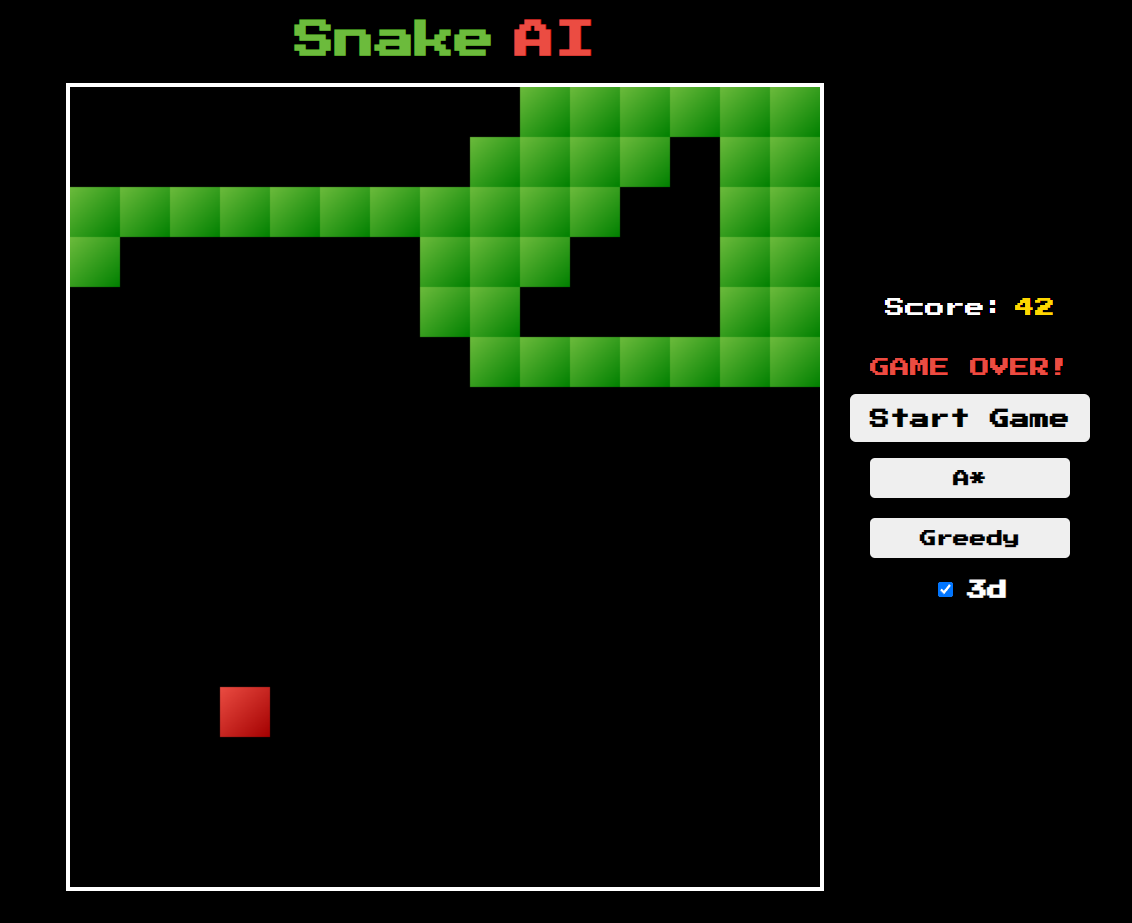 Snake AI
Score: 42
GAME OVER!
Start Game
A*
Greedy
3d